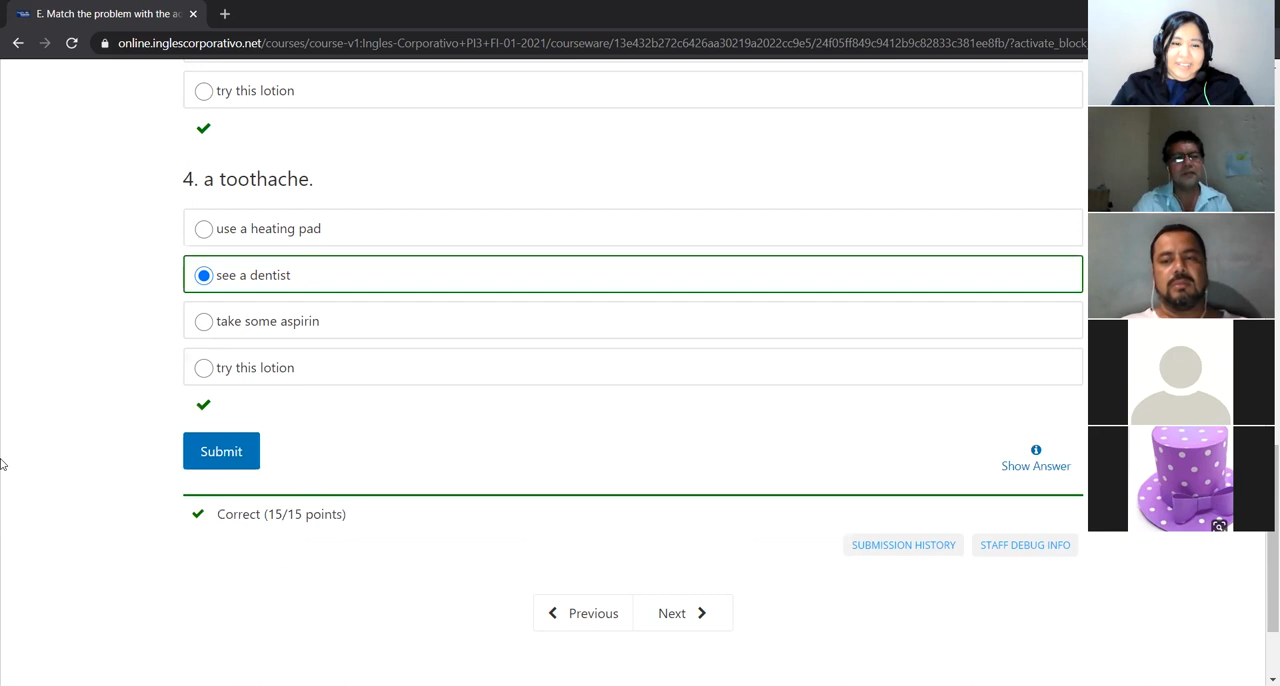 E. Match the problem with the ac
online.inglescorporativo.net/courses/course-v1:Ingles-Corporativo+PI3+FI-01-2021/courseware/13e432b272c6426aa30219a2022cc9e5/24f05ff849c9412b9c82833c381ee8fb/?activate_block
try this lotion
4. a toothache.
use a heating pad
see a dentist
take some aspirin
try this lotion
Submit
Show Answer
Correct (15/15 points)
SUBMISSION HISTORY
STAFF DEBUG INFO
Previous
Next